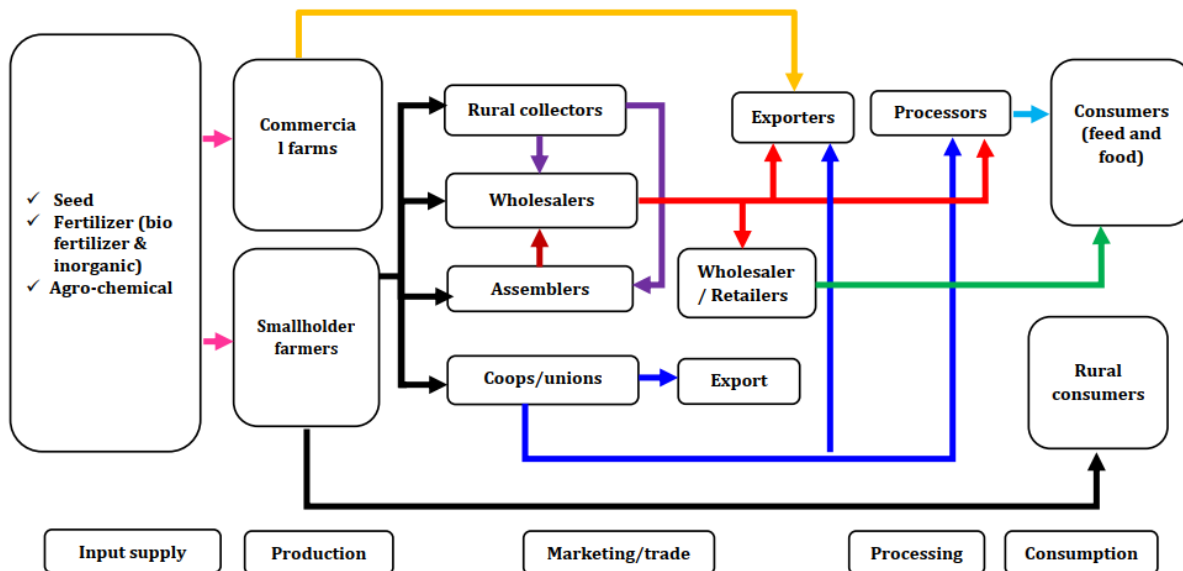 ✓ Seed
✓ Fertilizer (bio
fertilizer &
inorganic)
✓ Agro-chemical
Commercia
l farms
Smallholder
farmers
Rural collectors
Wholesalers
Assemblers
Coops/unions
Export
Wholesaler
/ Retailers
Exporters
Processors
Consumers
(feed and
food)
Rural
consumers
Input supply
Production
Marketing/trade
Processing
Consumption